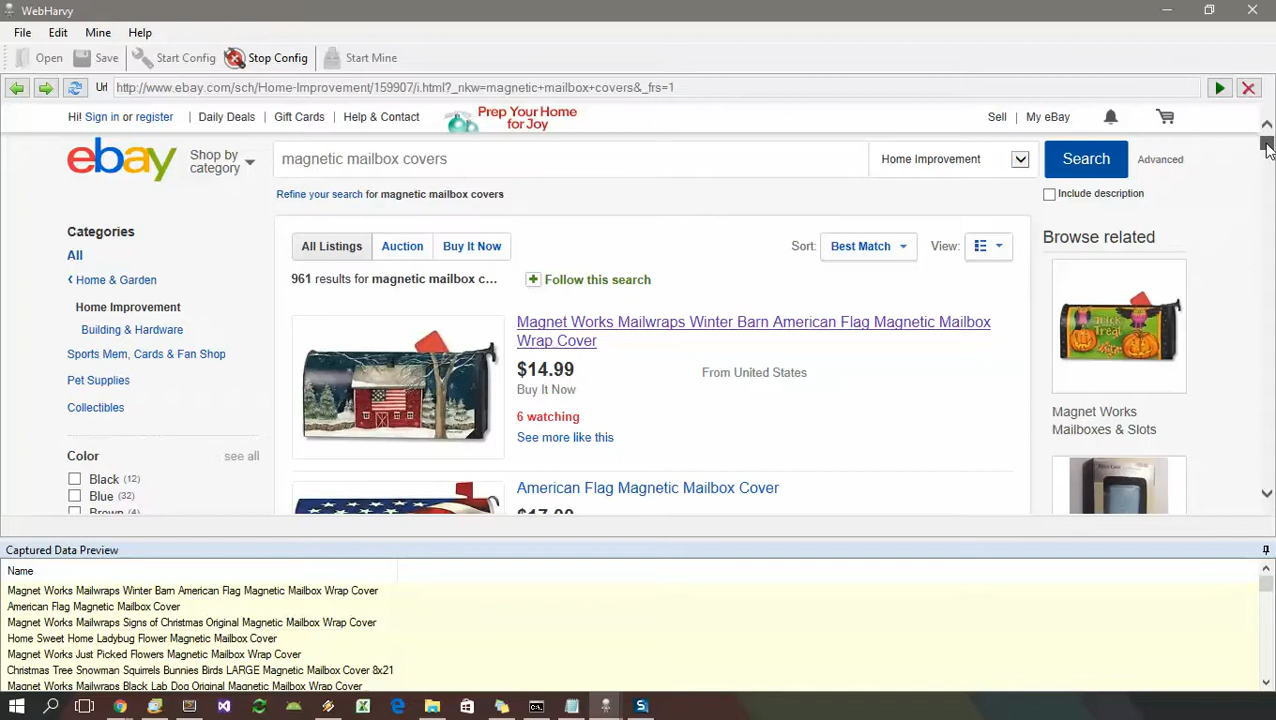 WebHarvy
File Edit Mine Help
Open Save Start Config Stop Config Start Mine
Url http://www.ebay.com/sch/Home-Improvement/159907/i.html?_nkw=magnetic+mailbox+covers&_frs=1
Hi! Sign in or register Daily Deals Gift Cards Help & Contact Prep Your Home for Joy Sell My eBay
ebay Shop by category magnetic mailbox covers Home Improvement Search Advanced
Refine your search for magnetic mailbox covers Include description
Categories
All
Home & Garden
Home Improvement
Building & Hardware
Sports Mem, Cards & Fan Shop
Pet Supplies
Collectibles
Color see all
Black (12)
Blue (32)
Brown (4)
All Listings Auction Buy It Now Sort: Best Match View:
961 results for magnetic mailbox c... Follow this search
Magnet Works Mailwraps Winter Barn American Flag Magnetic Mailbox
Wrap Cover
$14.99 From United States
Buy It Now
6 watching
See more like this
American Flag Magnetic Mailbox Cover
$17.99
Browse related
Magnet Works
Mailboxes & Slots
Captured Data Preview
Name
Magnet Works Mailwraps Winter Barn American Flag Magnetic Mailbox Wrap Cover
American Flag Magnetic Mailbox Cover
Magnet Works Mailwraps Signs of Christmas Original Magnetic Mailbox Wrap Cover
Home Sweet Home Ladybug Flower Magnetic Mailbox Cover
Magnet Works Just Picked Flowers Magnetic Mailbox Wrap Cover
Christmas Tree Snowman Squirrels Bunnies Birds LARGE Magnetic Mailbox Cover 8x21
Magnet Works Mailwraps Black Lab Dog Original Magnetic Mailbox Wrap Cover